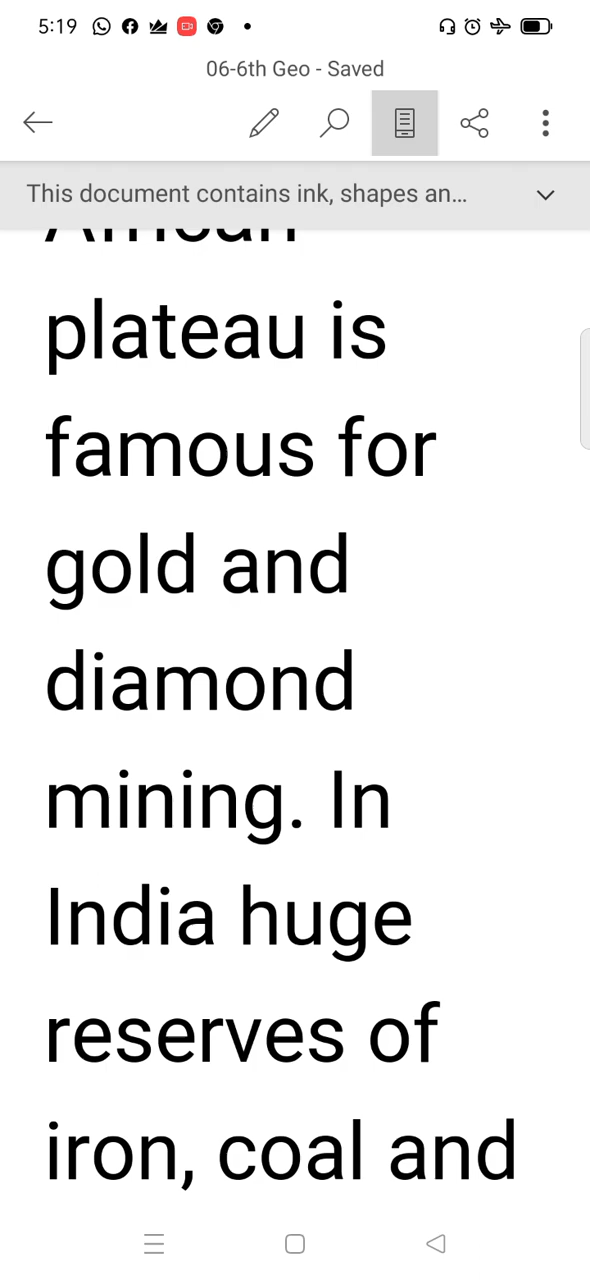 5:19
06-6th Geo - Saved
This document contains ink, shapes an...
African
plateau is
famous for
gold and
diamond
mining. In
India huge
reserves of
iron, coal and